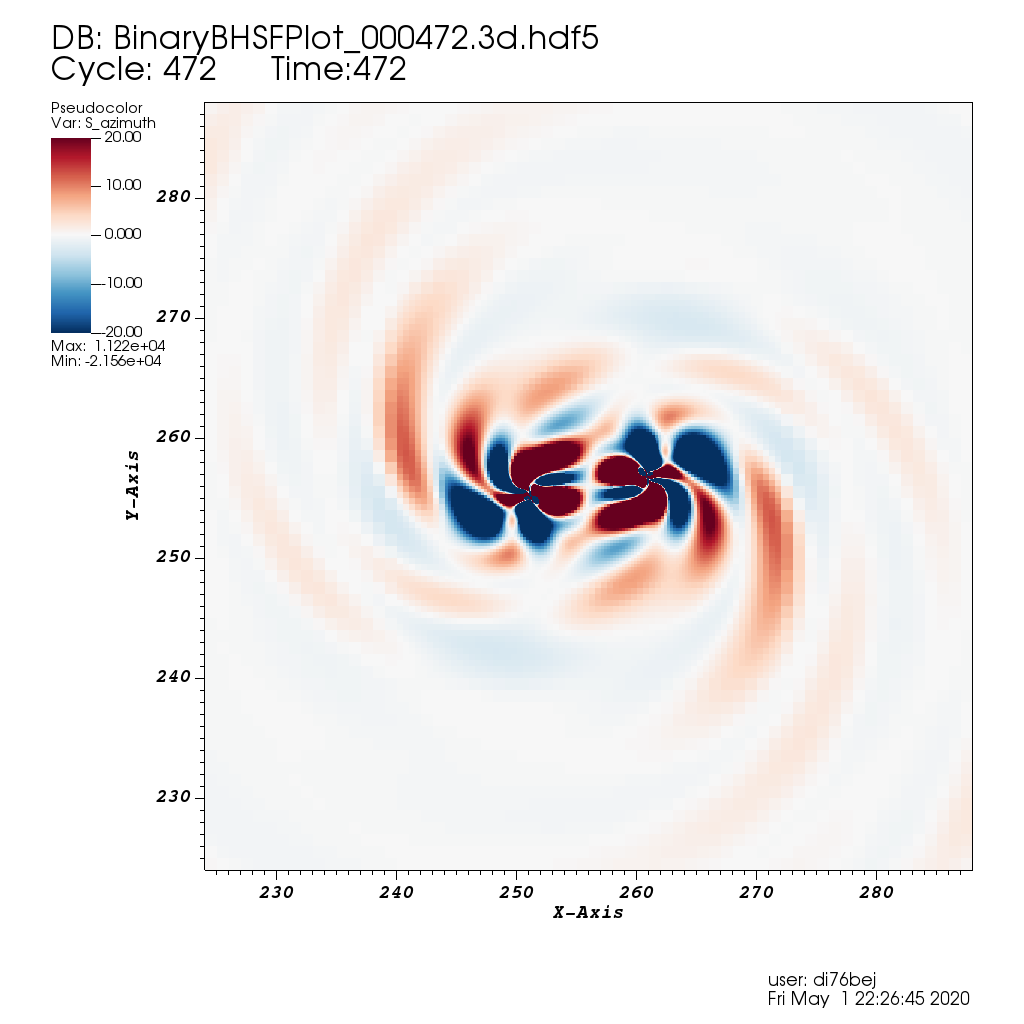 DB: BinaryBHSFPlot_000472.3d.hdf5
Cycle: 472 Time:472
Pseudocolor
Var: S_azimuth
20.00
10.00
0.000
-10.00
-20.00
Max: 1.122e+04
Min: -2.156e+04
280
270
260
250
240
230
Y-Axis
230 240 250 260 270 280
X-Axis
user: di76bej
Fri May 1 22:26:45 2020